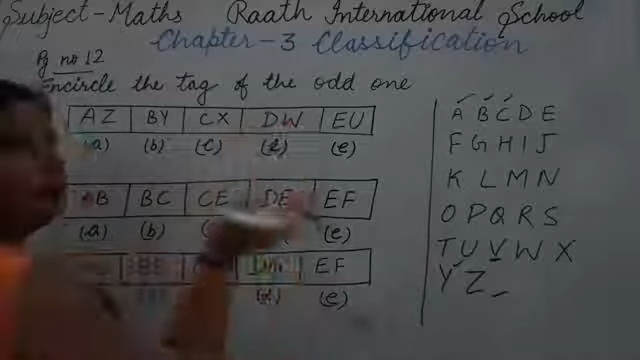 Subject-Maths Raath International School
Chapter-3 Classification
Pg no 12
Encircle the tag of the odd one
AZ BY CX DW EU
(a) (b) (c) (d) (e)
BC CE DE EF
(a) (b) (e)
EF
(d) (e)
A B C D E
F G H I J
K L M N
O P Q R S
T U V W X
Y Z